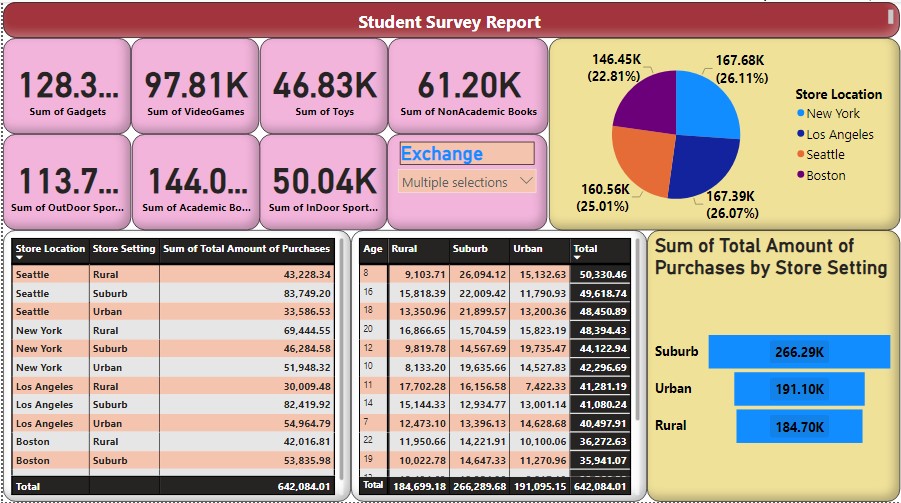 Student Survey Report
128.3...
Sum of Gadgets
97.81K
Sum of VideoGames
46.83K
Sum of Toys
61.20K
Sum of NonAcademic Books
113.7...
Sum of OutDoor Spor...
144.0...
Sum of Academic Bo...
50.04K
Sum of InDoor Sport...
Exchange
Multiple selections
146.45K
(22.81%)
167.68K
(26.11%)
160.56K
(25.01%)
167.39K
(26.07%)
Store Location
New York
Los Angeles
Seattle
Boston
Store Location Store Setting Sum of Total Amount of Purchases
Seattle Rural 43,228.34
Seattle Suburb 83,749.20
Seattle Urban 33,586.53
New York Rural 69,444.55
New York Suburb 46,284.58
New York Urban 51,948.32
Los Angeles Rural 30,009.48
Los Angeles Suburb 82,419.92
Los Angeles Urban 54,964.79
Boston Rural 42,016.81
Boston Suburb 53,835.98
Total 642,084.01
Age Rural Suburb Urban Total
8 9,103.71 26,094.12 15,132.63 50,330.46
16 15,818.39 22,009.42 11,790.93 49,618.74
18 13,350.96 21,899.57 13,200.36 48,450.89
20 16,866.65 15,704.59 15,823.19 48,394.43
12 9,819.78 14,567.69 19,735.47 44,122.94
10 8,133.20 19,635.66 14,527.83 42,296.69
11 17,702.28 16,156.58 7,422.33 41,281.19
14 15,144.33 12,934.77 13,001.14 41,080.24
7 12,473.10 13,396.13 14,628.68 40,497.91
22 11,950.66 14,221.91 10,100.06 36,272.63
19 10,022.78 14,647.33 11,270.96 35,941.07
Total 184,699.18 266,289.68 191,095.15 642,084.01
Sum of Total Amount of
Purchases by Store Setting
Suburb 266.29K
Urban 191.10K
Rural 184.70K